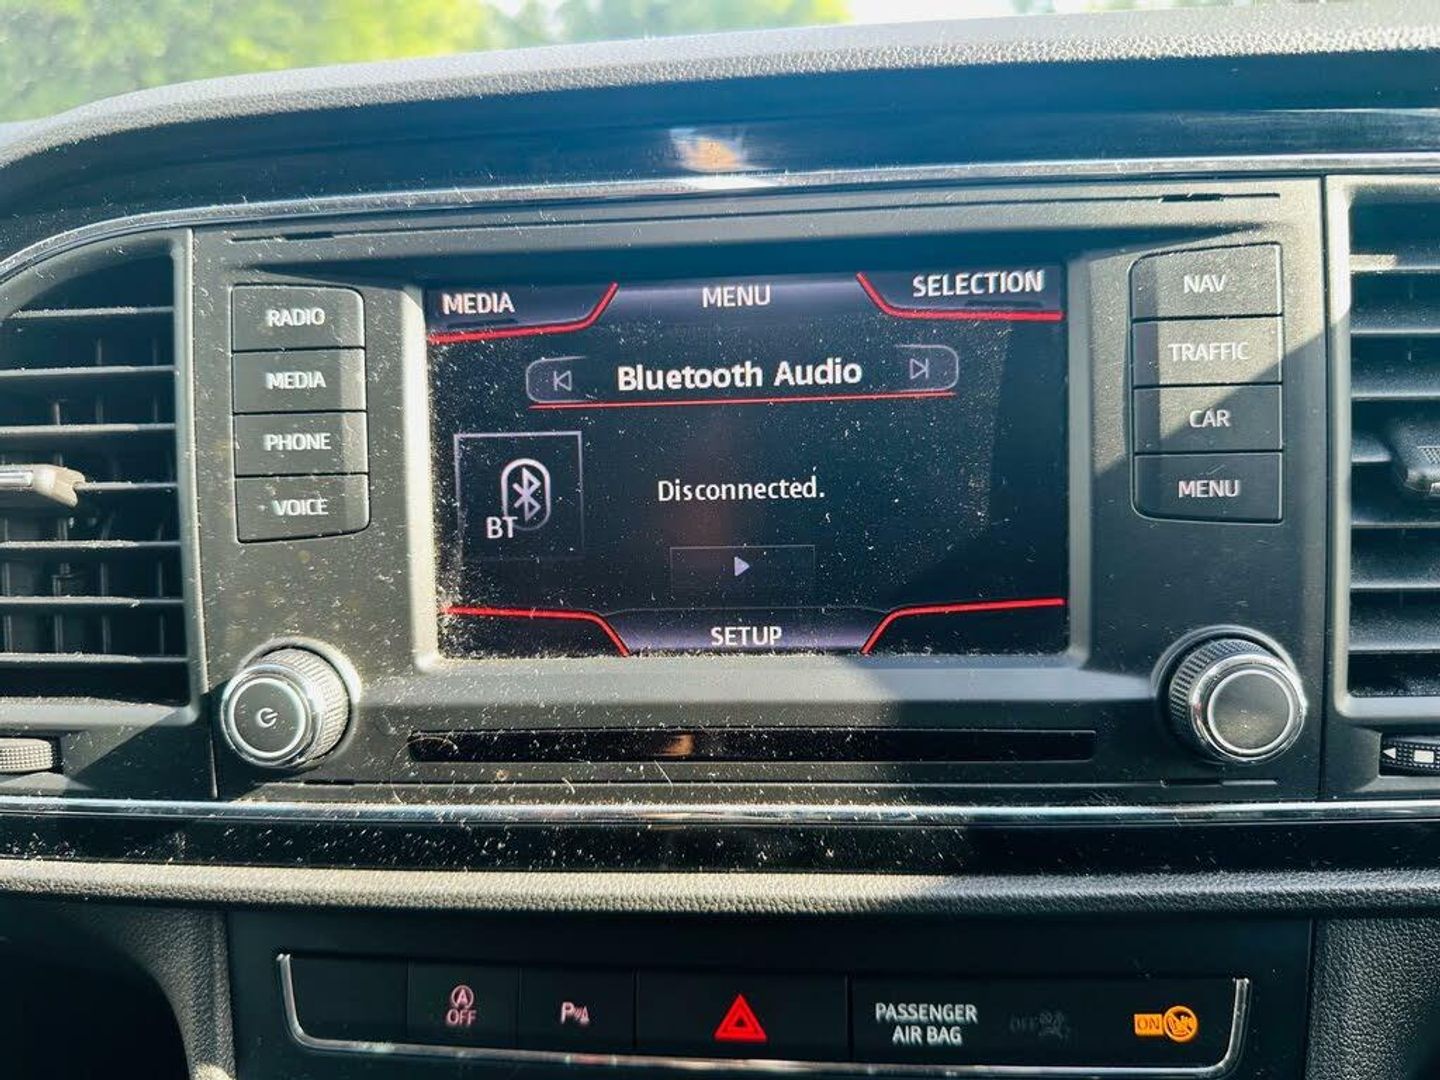 MEDIA
MENU
SELECTION
RADIO
MEDIA
PHONE
VOICE
Bluetooth Audio
BT
Disconnected.
SETUP
NAV
TRAFFIC
CAR
MENU
A
OFF
P
PASSENGER
AIR BAG
OFF
ON